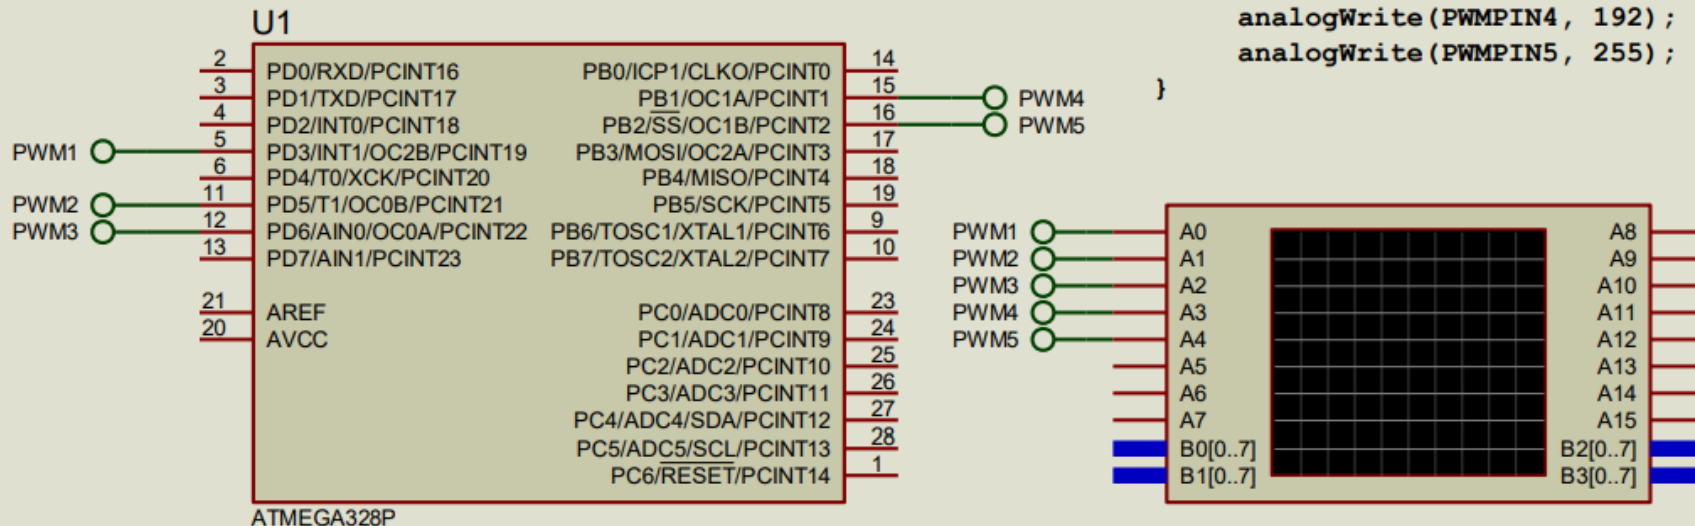 U1
analogWrite(PWMPIN4, 192);
analogWrite(PWMPIN5, 255);
}
2 PD0/RXD/PCINT16 PB0/ICP1/CLKO/PCINT0 14
3 PD1/TXD/PCINT17 PB1/OC1A/PCINT1 15 PWM4
4 PD2/INT0/PCINT18 PB2/SS/OC1B/PCINT2 16 PWM5
PWM1 5 PD3/INT1/OC2B/PCINT19 PB3/MOSI/OC2A/PCINT3 17
6 PD4/T0/XCK/PCINT20 PB4/MISO/PCINT4 18
PWM2 11 PD5/T1/OC0B/PCINT21 PB5/SCK/PCINT5 19
PWM3 12 PD6/AIN0/OC0A/PCINT22 PB6/TOSC1/XTAL1/PCINT6 9
13 PD7/AIN1/PCINT23 PB7/TOSC2/XTAL2/PCINT7 10
21 AREF PC0/ADC0/PCINT8 23
20 AVCC PC1/ADC1/PCINT9 24
PC2/ADC2/PCINT10 25
PC3/ADC3/PCINT11 26
PC4/ADC4/SDA/PCINT12 27
PC5/ADC5/SCL/PCINT13 28
PC6/RESET/PCINT14 1
ATMEGA328P
PWM1 A0 A8
PWM2 A1 A9
PWM3 A2 A10
PWM4 A3 A11
PWM5 A4 A12
A5 A13
A6 A14
A7 A15
B0[0..7] B2[0..7]
B1[0..7] B3[0..7]